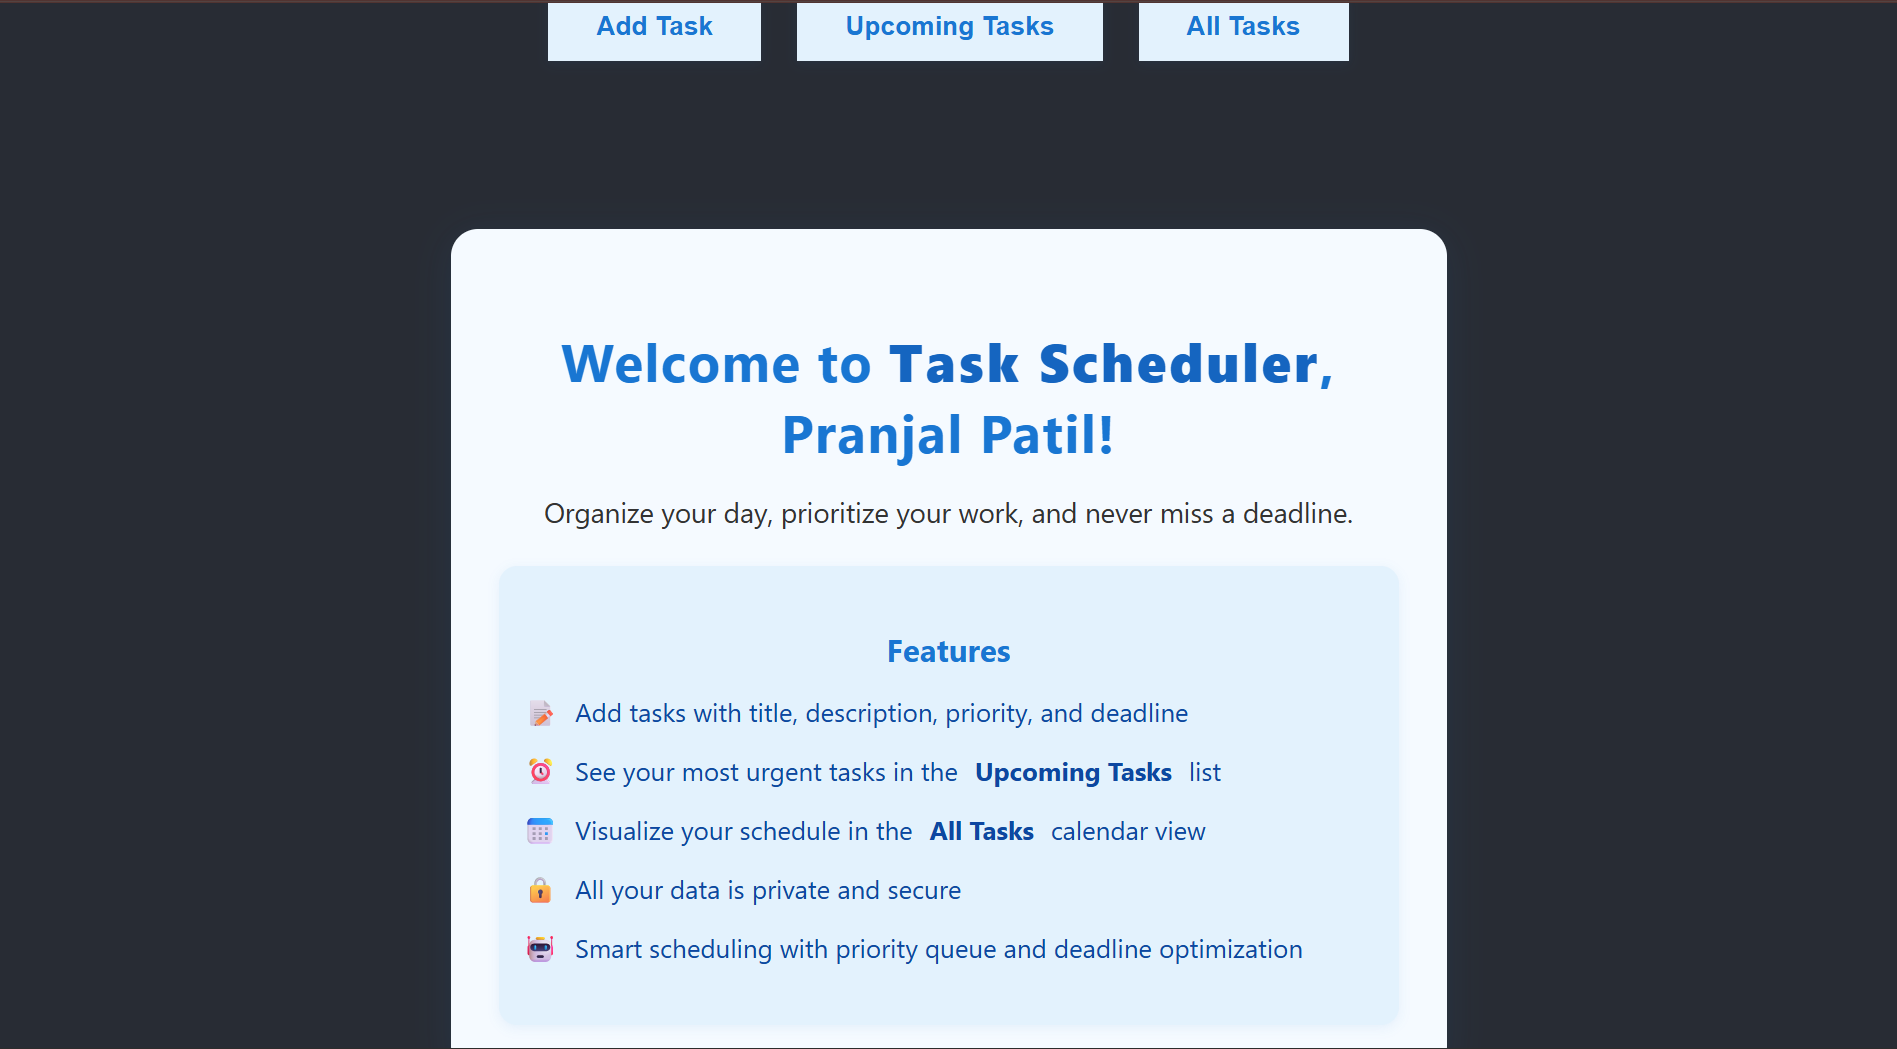 Add Task Upcoming Tasks All Tasks
Welcome to Task Scheduler,
Pranjal Patil!
Organize your day, prioritize your work, and never miss a deadline.
Features
Add tasks with title, description, priority, and deadline
See your most urgent tasks in the Upcoming Tasks list
Visualize your schedule in the All Tasks calendar view
All your data is private and secure
Smart scheduling with priority queue and deadline optimization